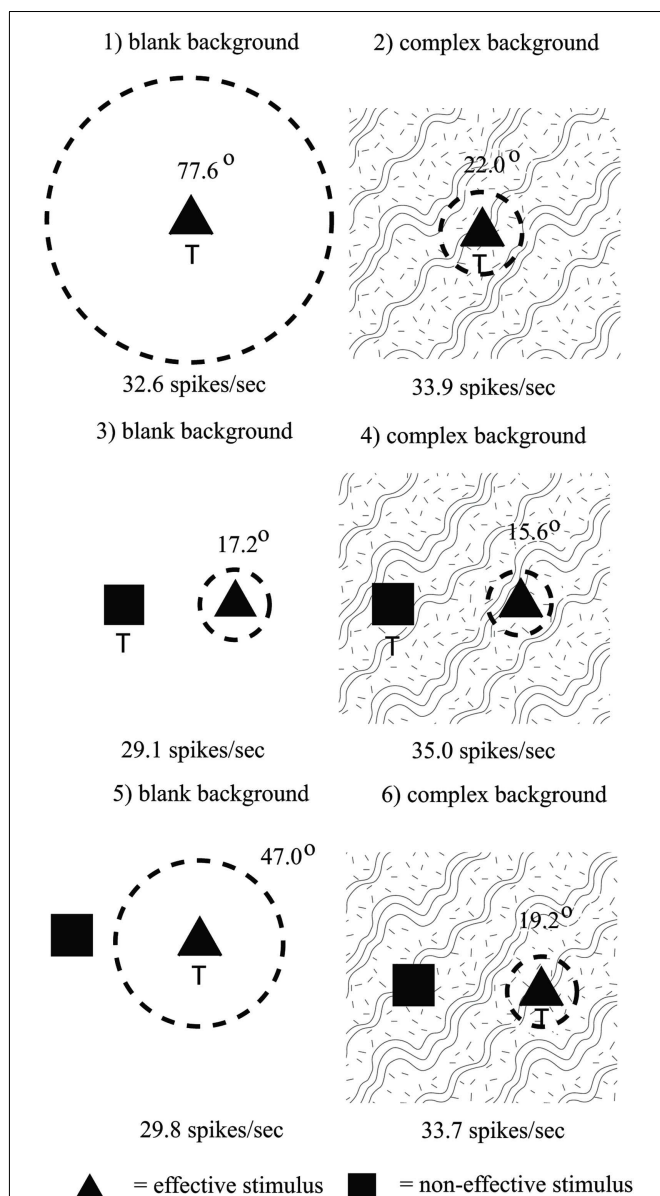 1) blank background 2) complex background
77.6 o 22.0 o
T T
32.6 spikes/sec 33.9 spikes/sec
3) blank background 4) complex background
17.2 o 15.6 o
T T
29.1 spikes/sec 35.0 spikes/sec
5) blank background 6) complex background
47.0 o 19.2 o
T T
29.8 spikes/sec 33.7 spikes/sec
= effective stimulus = non-effective stimulus